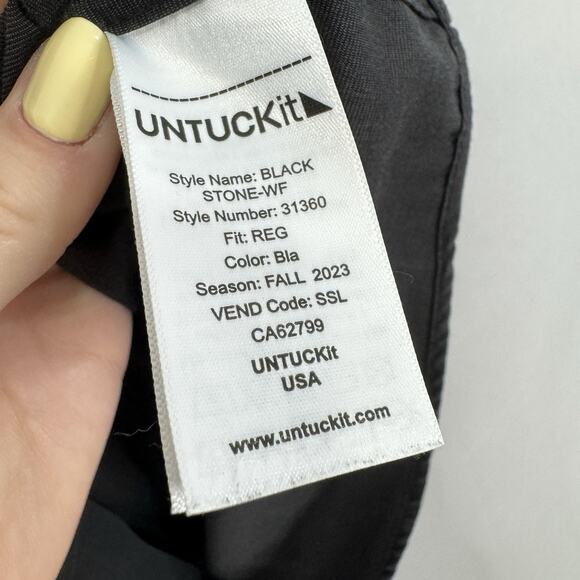 UNTUCKit
Style Name: BLACK
STONE-WF
Style Number: 31360
Fit: REG
Color: Bla
Season: FALL 2023
VEND Code: SSL
CA62799
UNTUCKit
USA
www.untuckit.com